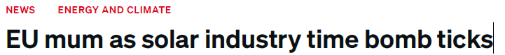 NEWS ENERGY AND CLIMATE
EU mum as solar industry time bomb ticks